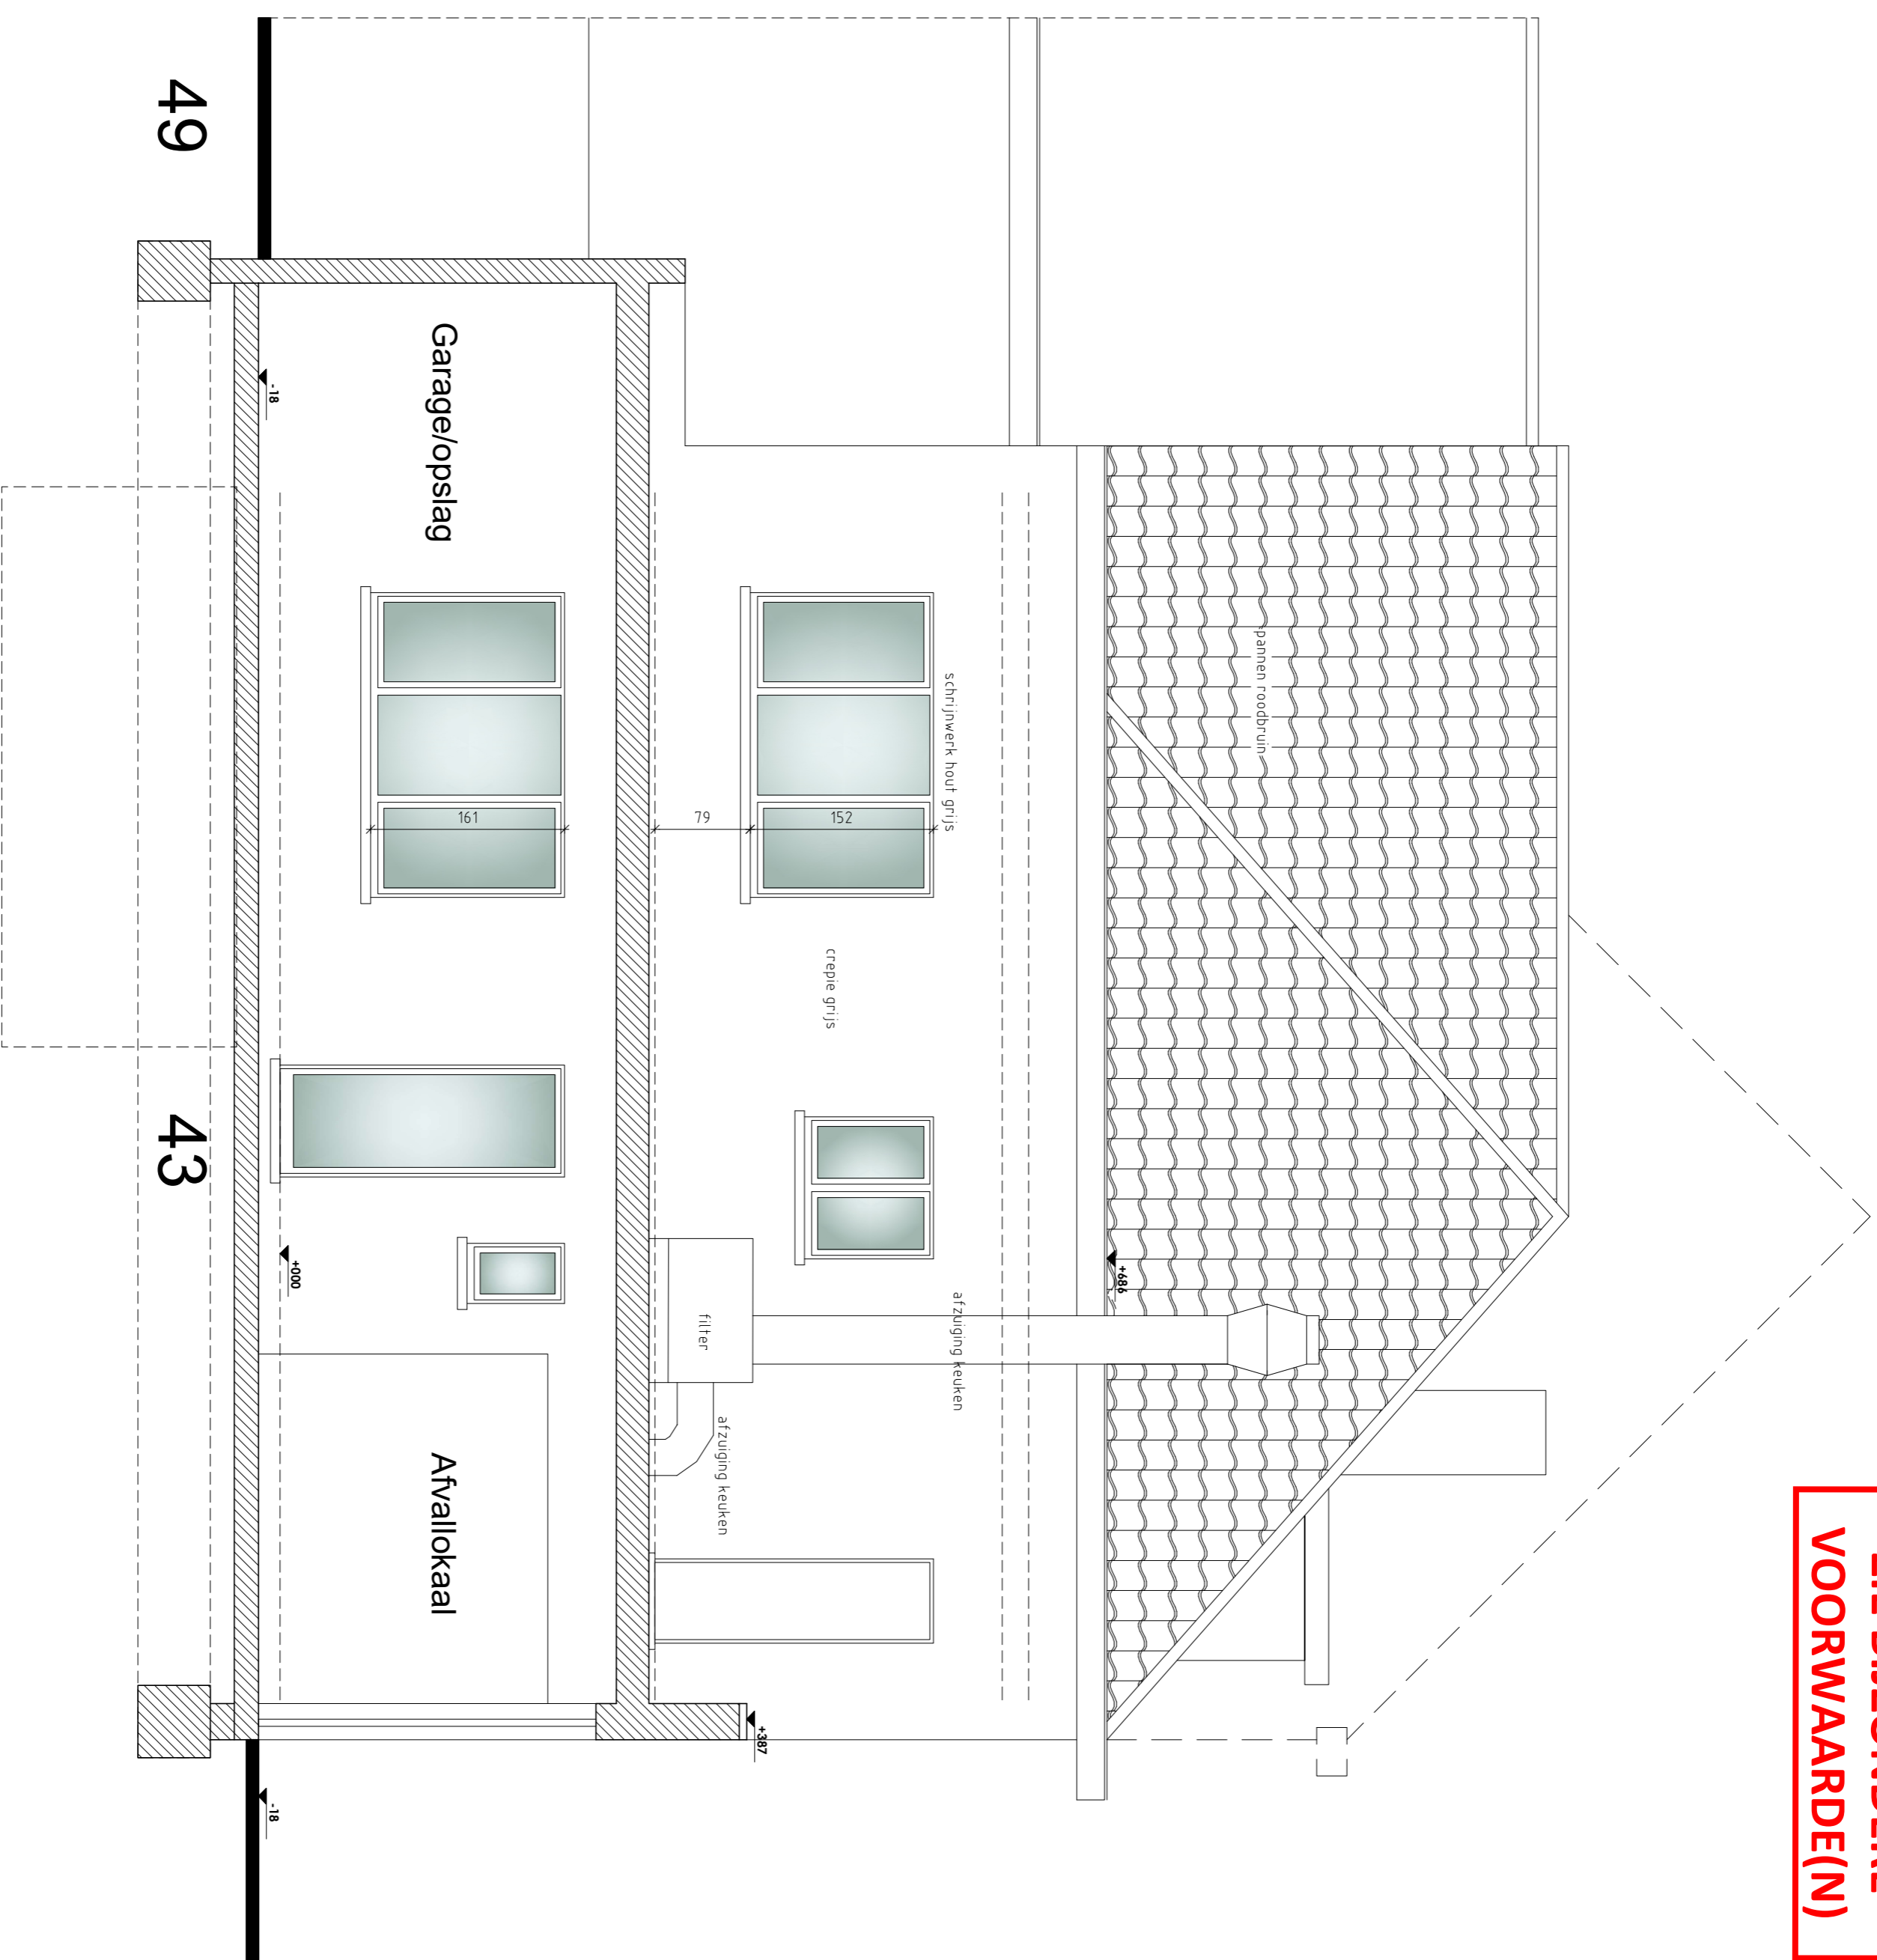 VOORWAARDE(N)
pannen roodbruin
+686
schrijnwerk hout grijs
afzuiging keuken
152
crepie grijs
+387
79
filter
afzuiging keuken
161
Garage/opslag
Afvallokaal
+000
-18
-18
49
43